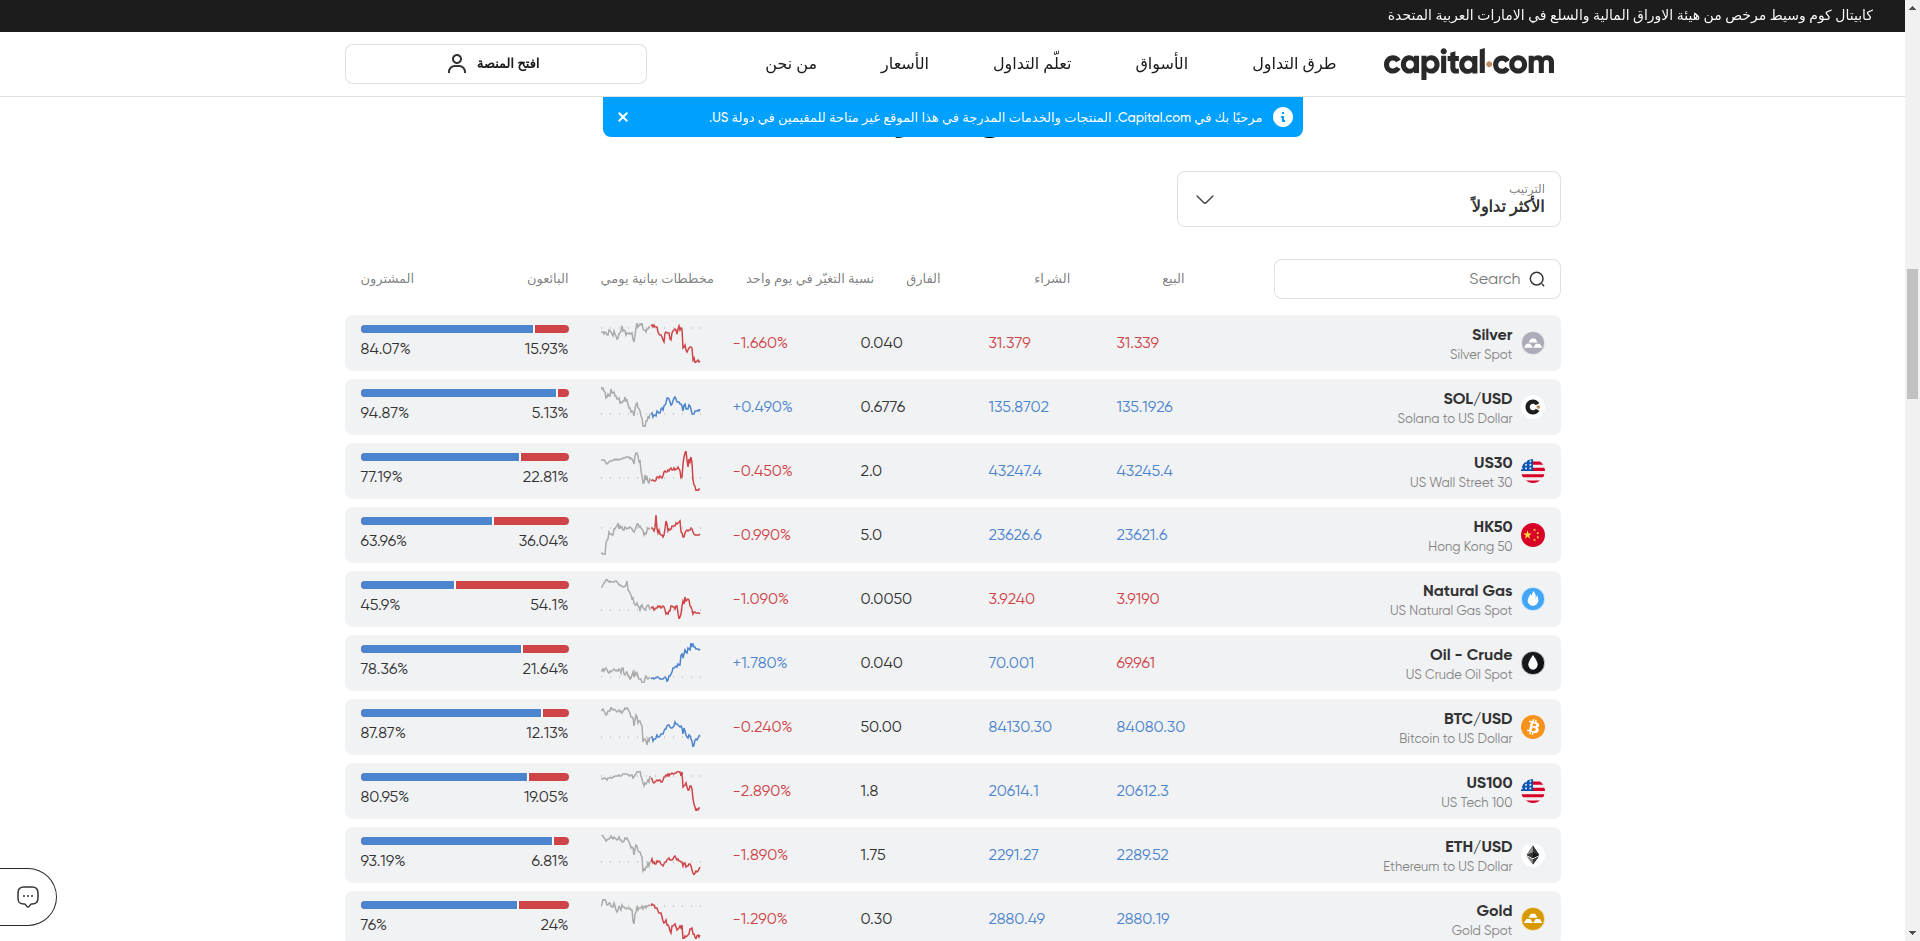 كابيتال كوم وسيط مرخص من هيئة الاوراق المالية والسلع في الامارات العربية المتحدة
capital.com
طرق التداول
الأسواق
تعلّم التداول
الأسعار
من نحن
افتح المنصة
مرحبًا بك في Capital.com. المنتجات والخدمات المدرجة في هذا الموقع غير متاحة للمقيمين في دولة US.
الترتيب
الأكثر تداولاً
Search
البيع
الشراء
الفارق
نسبة التغيّر في يوم واحد
مخططات بيانية يومي
البائعون
المشترون
Silver
Silver Spot
31.339
31.379
0.040
-1.660%
15.93%
84.07%
SOL/USD
Solana to US Dollar
135.1926
135.8702
0.6776
+0.490%
5.13%
94.87%
US30
US Wall Street 30
43245.4
43247.4
2.0
-0.450%
22.81%
77.19%
HK50
Hong Kong 50
23621.6
23626.6
5.0
-0.990%
36.04%
63.96%
Natural Gas
US Natural Gas Spot
3.9190
3.9240
0.0050
-1.090%
54.1%
45.9%
Oil - Crude
US Crude Oil Spot
69.961
70.001
0.040
+1.780%
21.64%
78.36%
BTC/USD
Bitcoin to US Dollar
84080.30
84130.30
50.00
-0.240%
12.13%
87.87%
US100
US Tech 100
20612.3
20614.1
1.8
-2.890%
19.05%
80.95%
ETH/USD
Ethereum to US Dollar
2289.52
2291.27
1.75
-1.890%
6.81%
93.19%
Gold
Gold Spot
2880.19
2880.49
0.30
-1.290%
24%
76%